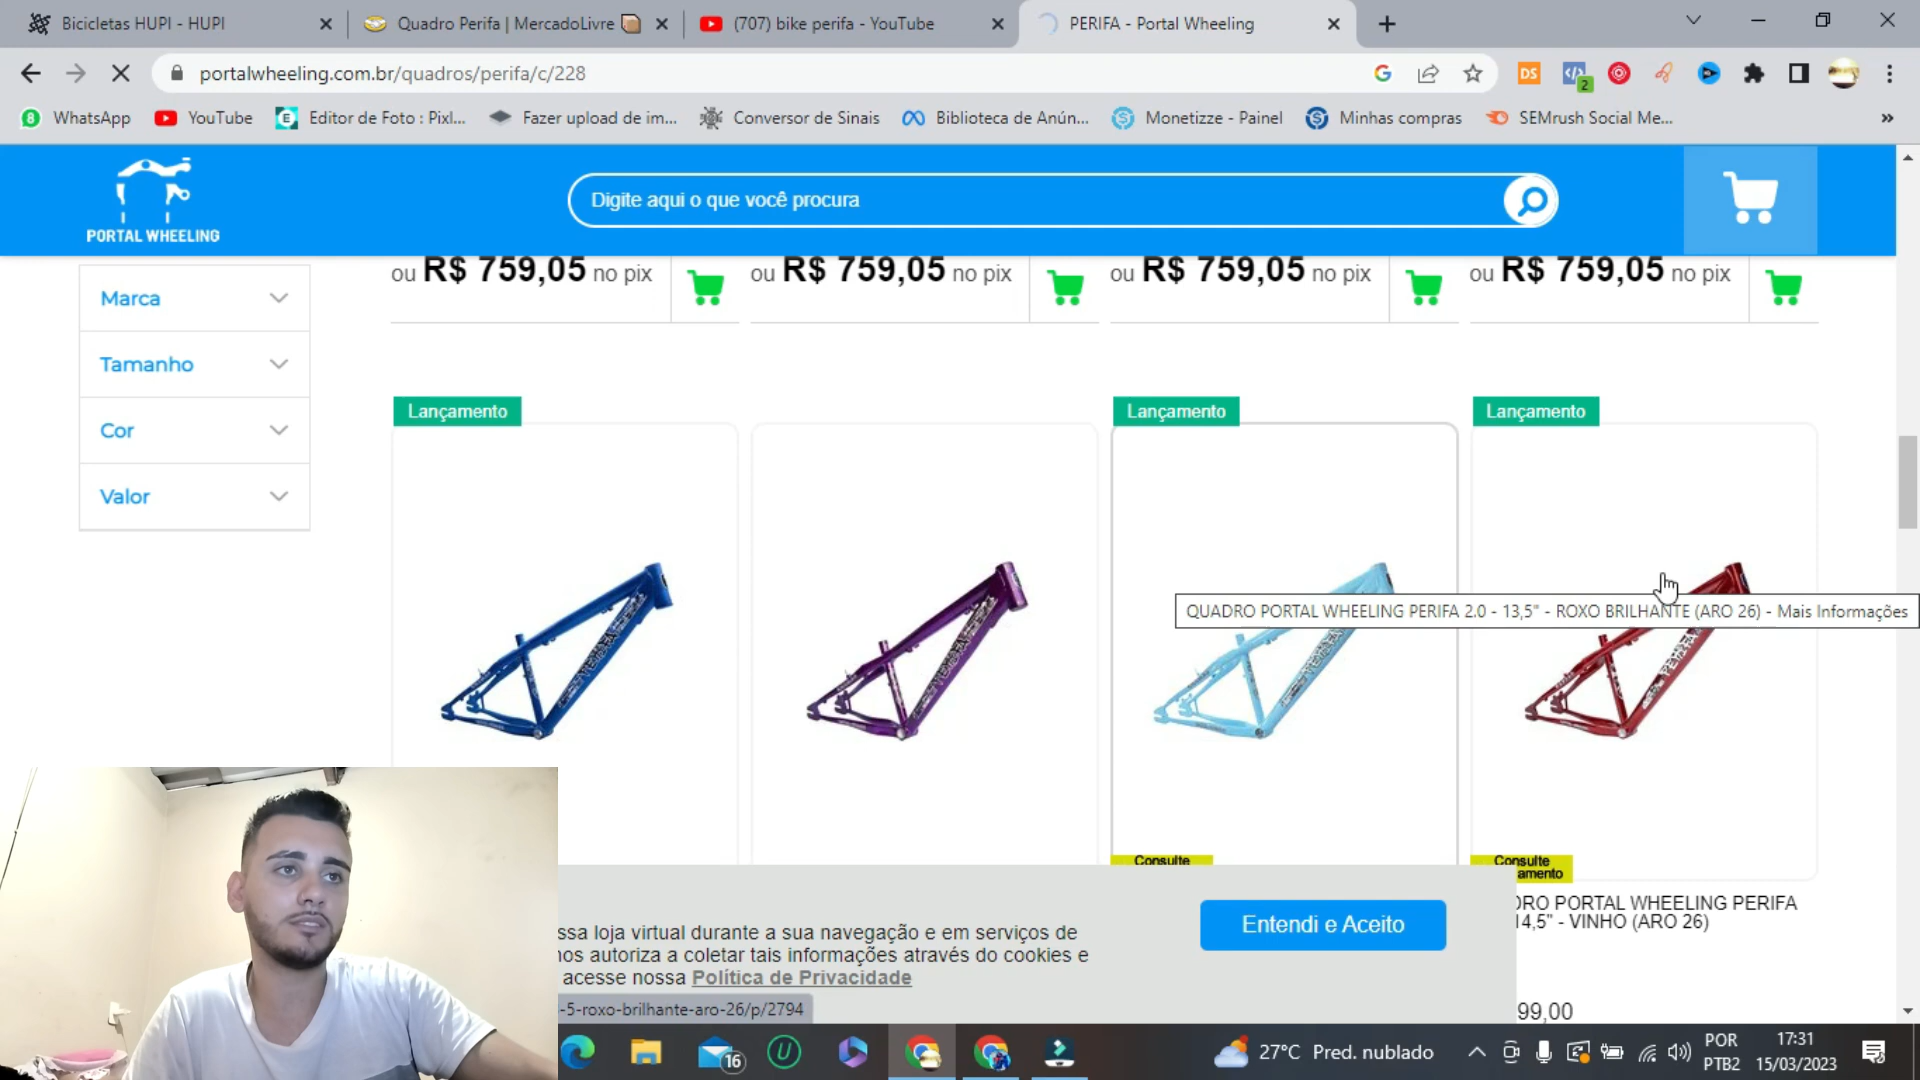 Bicicletas HUPI - HUPI
Quadro Perifa | MercadoLivre
(707) bike perifa - YouTube
PERIFA - Portal Wheeling
portalwheeling.com.br/quadros/perifa/c/228
DS
2
8
WhatsApp
YouTube
E
Editor de Foto : Pixl...
Fazer upload de im...
Conversor de Sinais
Biblioteca de Anún...
Monetizze - Painel
Minhas compras
SEMrush Social Me...
»
PORTAL WHEELING
Digite aqui o que você procura
ou R$ 759,05 no pix
ou R$ 759,05 no pix
ou R$ 759,05 no pix
ou R$ 759,05 no pix
Marca
Tamanho
Cor
Valor
Lançamento
Lançamento
Lançamento
QUADRO PORTAL WHEELING PERIFA 2.0 - 13,5" - ROXO BRILHANTE (ARO 26) - Mais Informações
PERIFA
Consulte
Consulte
amento
DRO PORTAL WHEELING PERIFA
14,5" - VINHO (ARO 26)
99,00
ssa loja virtual durante a sua navegação e em serviços de
nos autoriza a coletar tais informações através do cookies e
acesse nossa Política de Privacidade
Entendi e Aceito
-5-roxo-brilhante-aro-26/p/2794
16
27°C Pred. nublado
POR
PTB2
17:31
15/03/2023